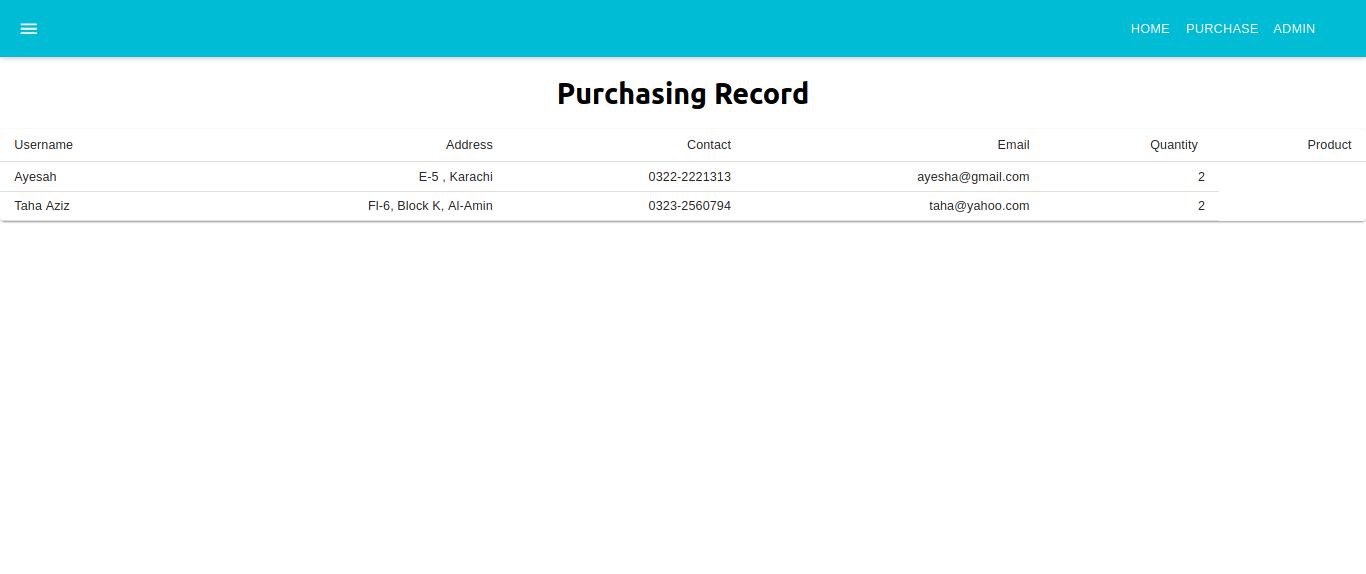 HOME PURCHASE ADMIN
Purchasing Record
Username Address Contact Email Quantity Product
Ayesah E-5 , Karachi 0322-2221313 ayesha@gmail.com 2
Taha Aziz Fl-6, Block K, Al-Amin 0323-2560794 taha@yahoo.com 2